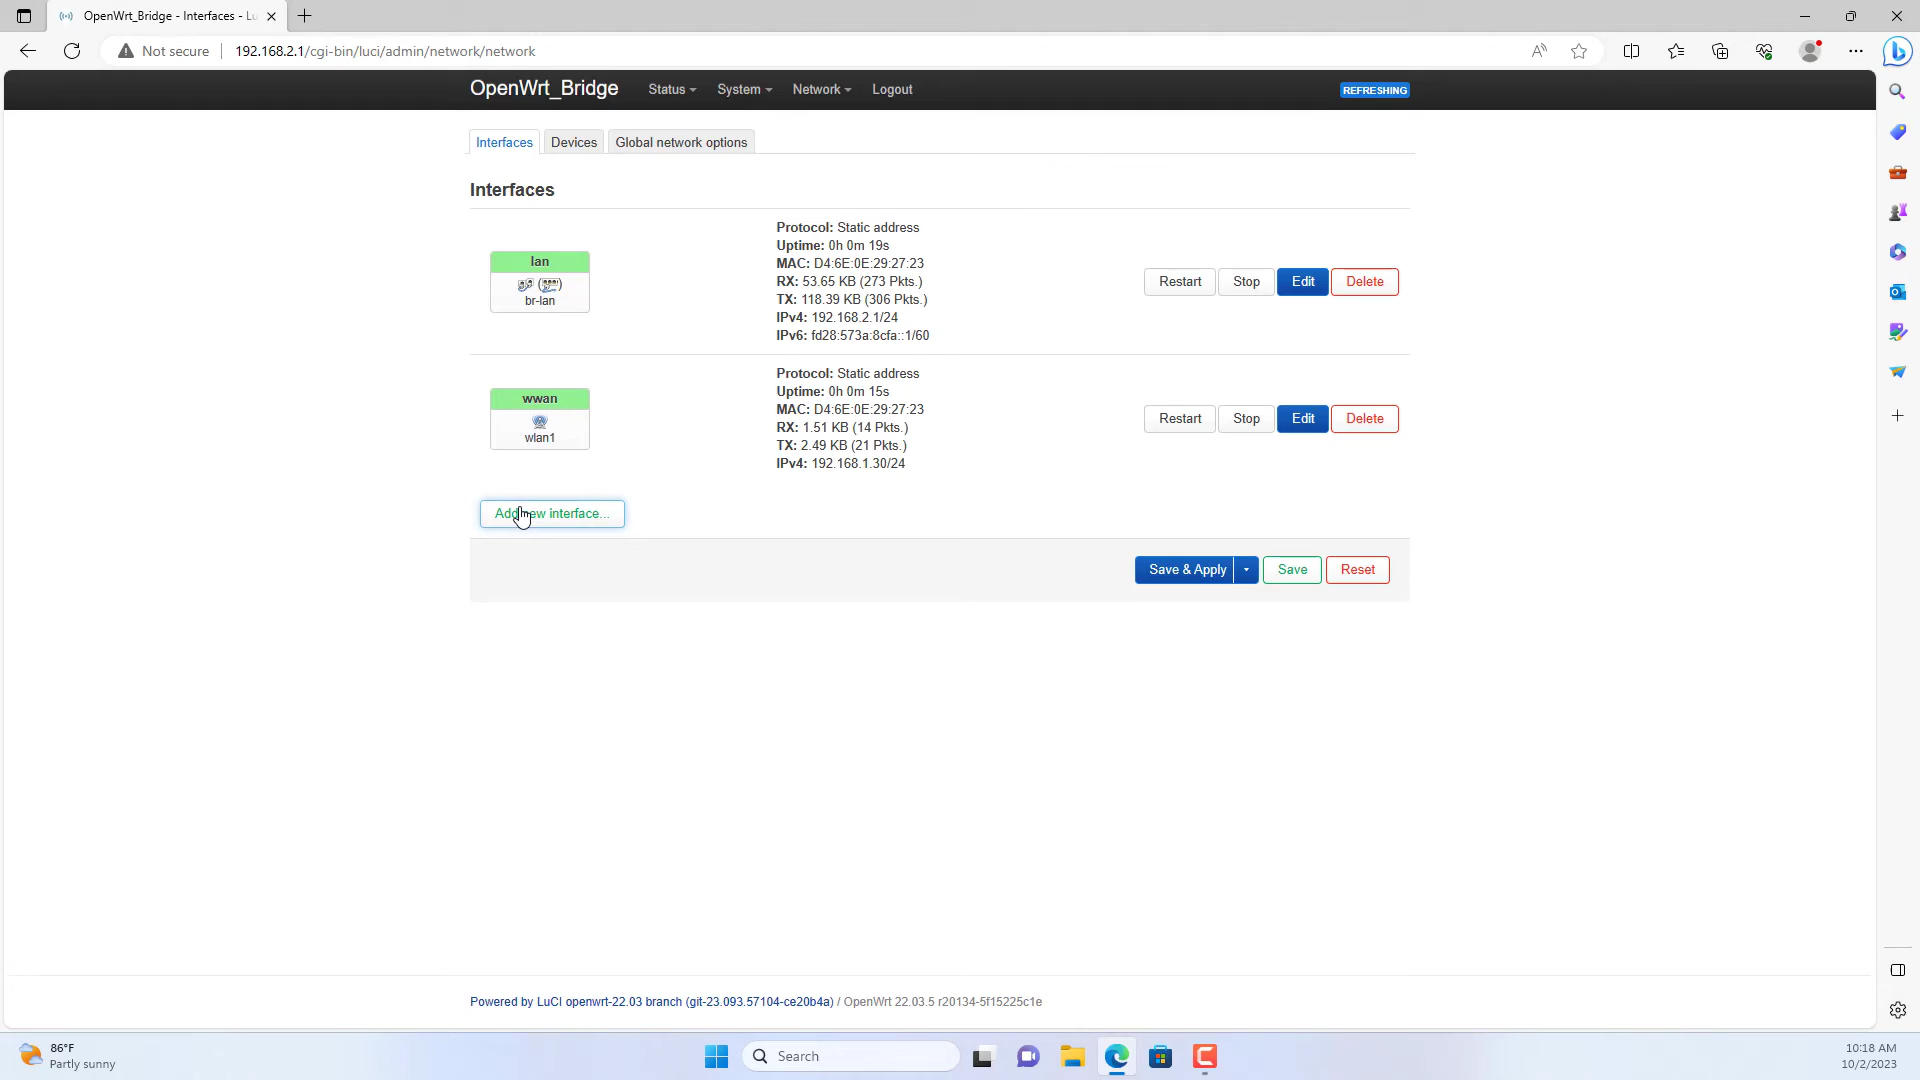 OpenWrt_Bridge - Interfaces - Lu
Not secure
192.168.2.1/cgi-bin/luci/admin/network/network
OpenWrt_Bridge
Status
System
Network
Logout
REFRESHING
Interfaces
Devices
Global network options
Interfaces
lan
br-lan
Protocol: Static address
Uptime: 0h 0m 19s
MAC: D4:6E:0E:29:27:23
RX: 53.65 KB (273 Pkts.)
TX: 118.39 KB (306 Pkts.)
IPv4: 192.168.2.1/24
IPv6: fd28:573a:8cfa::1/60
Restart
Stop
Edit
Delete
wwan
wlan1
Protocol: Static address
Uptime: 0h 0m 15s
MAC: D4:6E:0E:29:27:23
RX: 1.51 KB (14 Pkts.)
TX: 2.49 KB (21 Pkts.)
IPv4: 192.168.1.30/24
Restart
Stop
Edit
Delete
Add new interface...
Save & Apply
Save
Reset
Powered by LuCI openwrt-22.03 branch (git-23.093.57104-ce20b4a) / OpenWrt 22.03.5 r20134-5f15225c1e
86°F
Partly sunny
Search
10:18 AM
10/2/2023